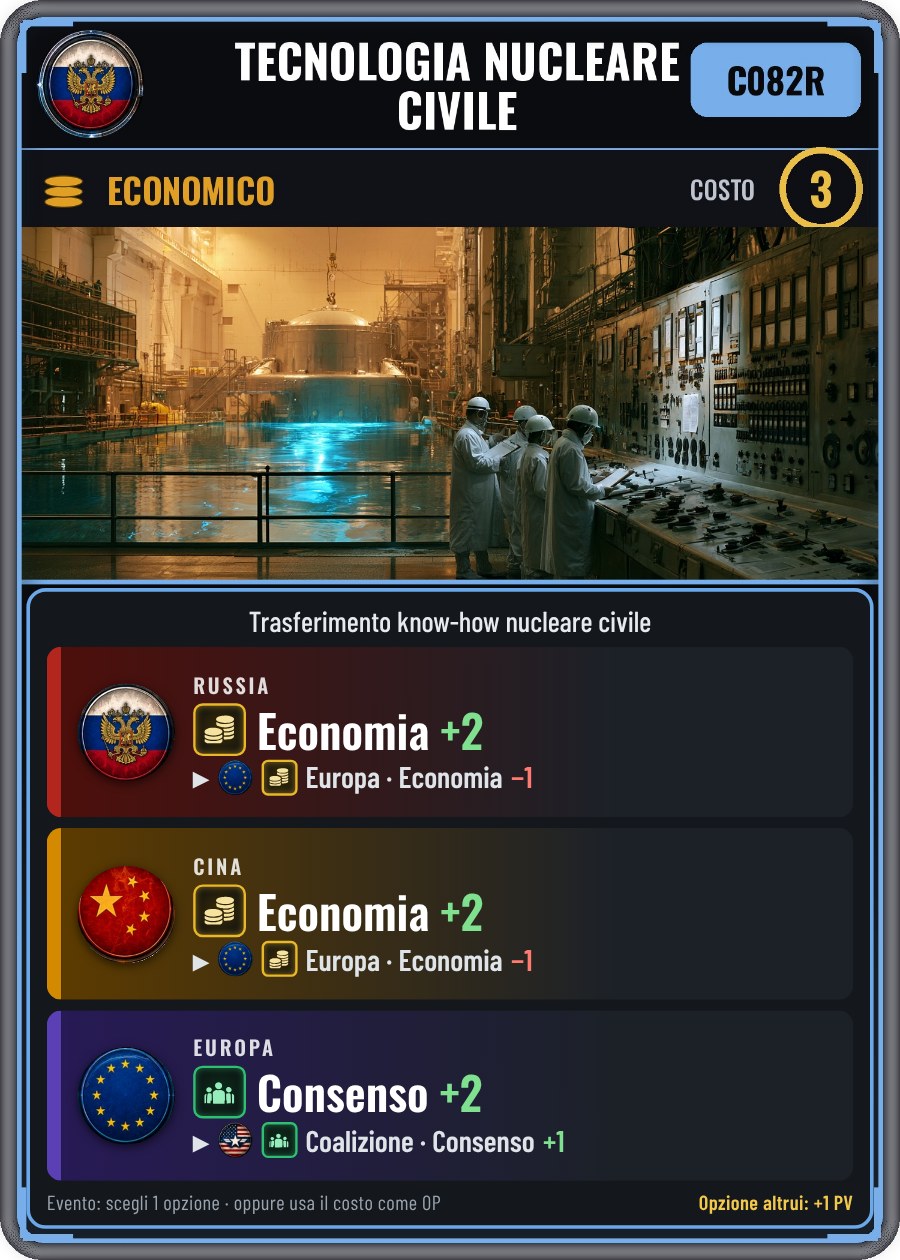 TECNOLOGIA NUCLEARE
CIVILE
C082R
ECONOMICO
COSTO
3
Trasferimento know-how nucleare civile
RUSSIA
Economia +2
▶ Europa · Economia −1
CINA
Economia +2
▶ Europa · Economia −1
EUROPA
Consenso +2
▶ Coalizione · Consenso +1
Evento: scegli 1 opzione · oppure usa il costo come OP
Opzione altrui: +1 PV